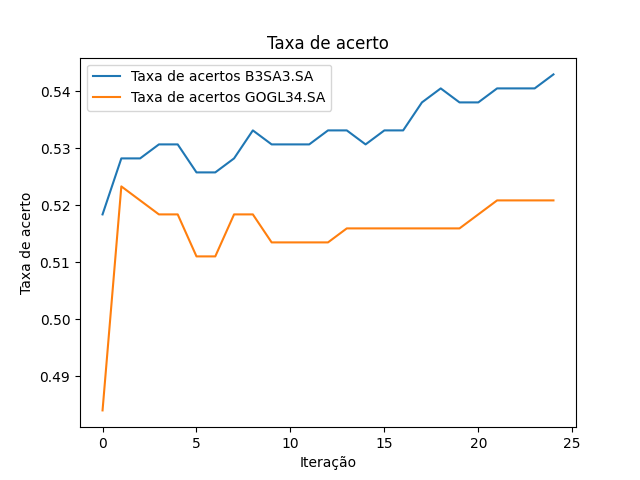 Taxa de acerto
Taxa de acertos B3SA3.SA
Taxa de acertos GOGL34.SA
0.54
0.53
0.52
0.51
0.50
0.49
Taxa de acerto
0
5
10
15
20
25
Iteração